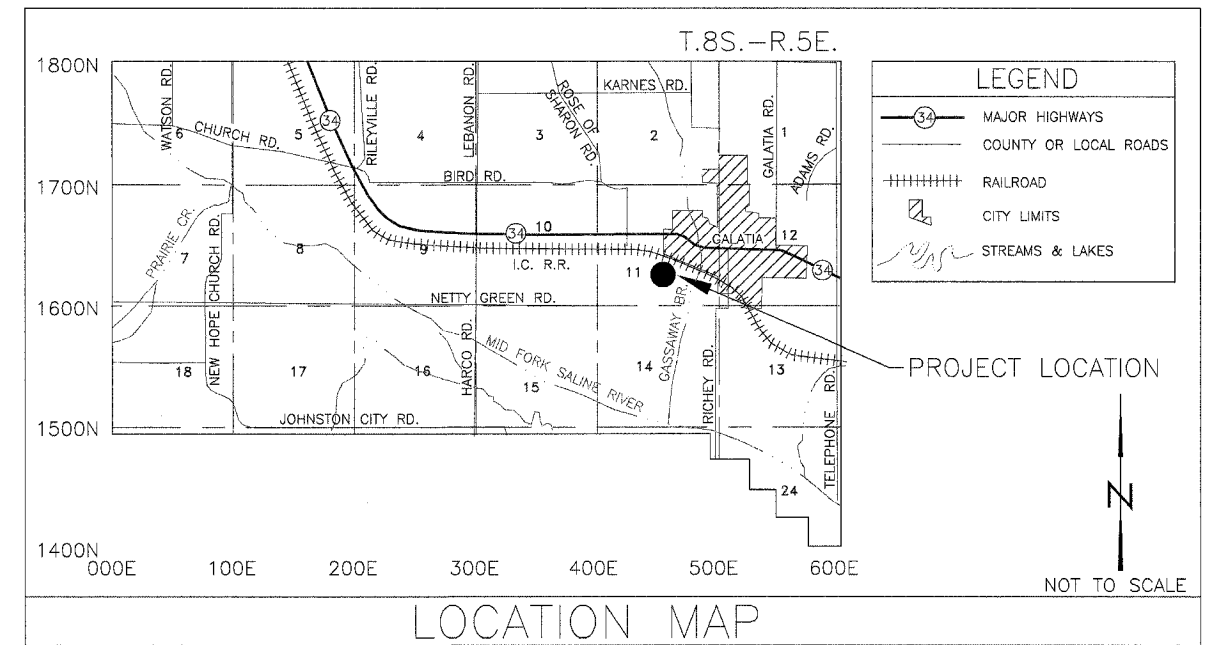 T.8S.-R.5E.
1800N
1700N
1600N
1500N
1400N
000E 100E 200E 300E 400E 500E 600E
WATSON RD.
6
CHURCH RD.
5
34
RILEYVILLE RD.
4
LEBANON RD.
3
ROSE OF
SHARON RD.
KARNES RD.
2
GALATIA RD.
1
ADAMS RD.
BIRD RD.
PRAIRIE CR.
7
NEW HOPE CHURCH RD.
8
9
34
10
I.C. R.R.
11
GALATIA
12
34
NETTY GREEN RD.
GASSAWAY BR.
18
17
16
HARCO RD.
MID FORK SALINE RIVER
15
14
RICHEY RD.
13
TELEPHONE RD.
JOHNSTON CITY RD.
24
LEGEND
34 MAJOR HIGHWAYS
COUNTY OR LOCAL ROADS
RAILROAD
CITY LIMITS
STREAMS & LAKES
PROJECT LOCATION
N
NOT TO SCALE
LOCATION MAP